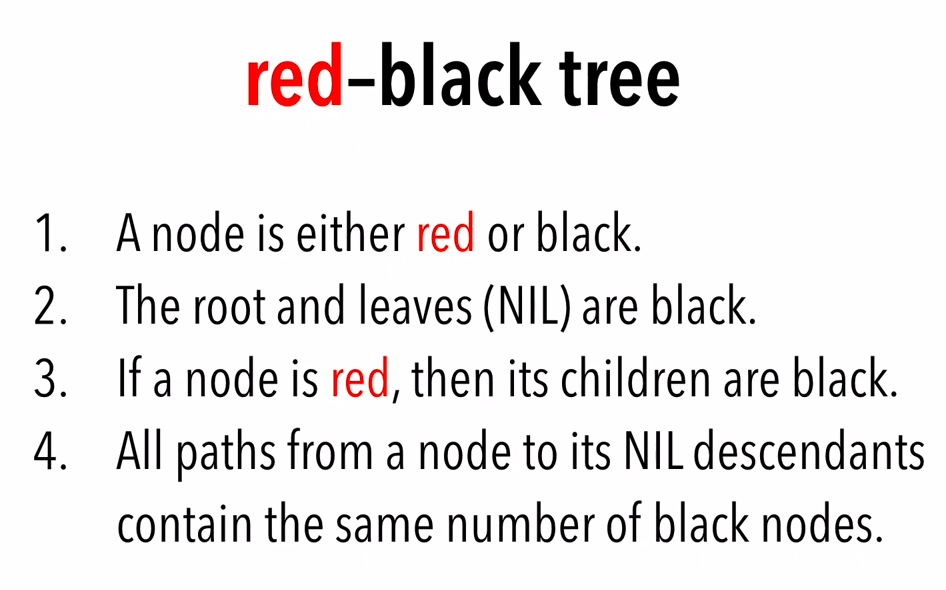 red–black tree
1. A node is either red or black.
2. The root and leaves (NIL) are black.
3. If a node is red, then its children are black.
4. All paths from a node to its NIL descendants
contain the same number of black nodes.